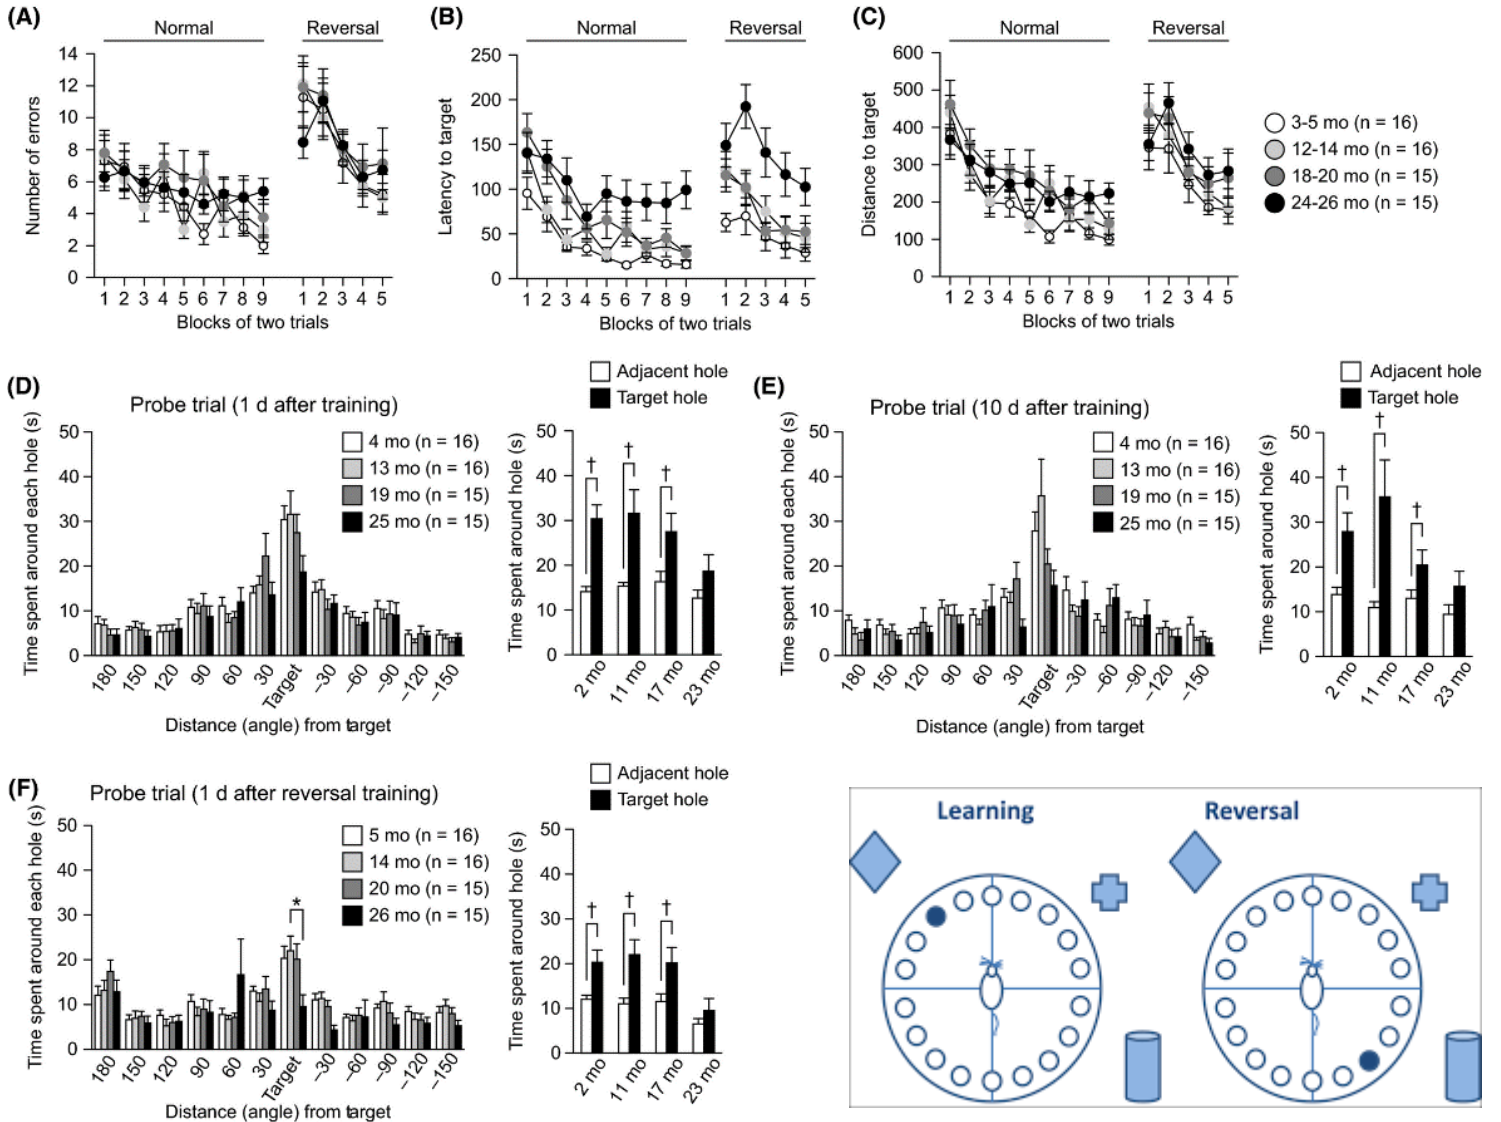 (A)
Normal
Reversal
Number of errors
14
12
10
8
6
4
2
0
1 2 3 4 5 6 7 8 9 1 2 3 4 5
Blocks of two trials
(B)
Normal
Reversal
Latency to target
250
200
150
100
50
0
1 2 3 4 5 6 7 8 9 1 2 3 4 5
Blocks of two trials
(C)
Normal
Reversal
Distance to target
600
500
400
300
200
100
0
1 2 3 4 5 6 7 8 9 1 2 3 4 5
Blocks of two trials
3-5 mo (n = 16)
12-14 mo (n = 16)
18-20 mo (n = 15)
24-26 mo (n = 15)
(D)
Probe trial (1 d after training)
Time spent around each hole (s)
50
40
30
20
10
0
4 mo (n = 16)
13 mo (n = 16)
19 mo (n = 15)
25 mo (n = 15)
180 150 120 90 60 30 Target –30 –60 –90 –120 –150
Distance (angle) from target
Adjacent hole
Target hole
Time spent around hole (s)
50
40
30
20
10
0
† † †
2 mo 11 mo 17 mo 23 mo
(E)
Probe trial (10 d after training)
Time spent around each hole (s)
50
40
30
20
10
0
4 mo (n = 16)
13 mo (n = 16)
19 mo (n = 15)
25 mo (n = 15)
180 150 120 90 60 30 Target –30 –60 –90 –120 –150
Distance (angle) from target
Adjacent hole
Target hole
Time spent around hole (s)
50
40
30
20
10
0
† † †
2 mo 11 mo 17 mo 23 mo
(F)
Probe trial (1 d after reversal training)
Time spent around each hole (s)
50
40
30
20
10
0
5 mo (n = 16)
14 mo (n = 16)
20 mo (n = 15)
26 mo (n = 15)
*
180 150 120 90 60 30 Target –30 –60 –90 –120 –150
Distance (angle) from target
Adjacent hole
Target hole
Time spent around hole (s)
50
40
30
20
10
0
† † †
2 mo 11 mo 17 mo 23 mo
Learning
Reversal